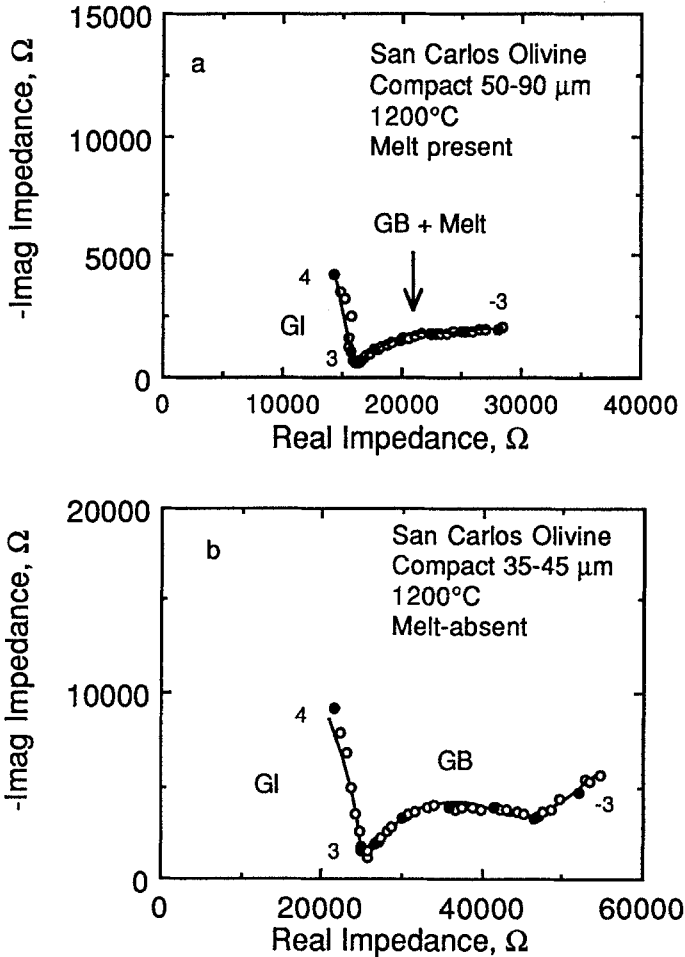 -Imag Impedance, Ω
15000
10000
5000
0
a
San Carlos Olivine
Compact 50-90 μm
1200°C
Melt present
GB + Melt
4
GI
3
-3
0
10000
20000
30000
40000
Real Impedance, Ω
-Imag Impedance, Ω
20000
10000
0
b
San Carlos Olivine
Compact 35-45 μm
1200°C
Melt-absent
4
GI
GB
3
-3
0
20000
40000
60000
Real Impedance, Ω